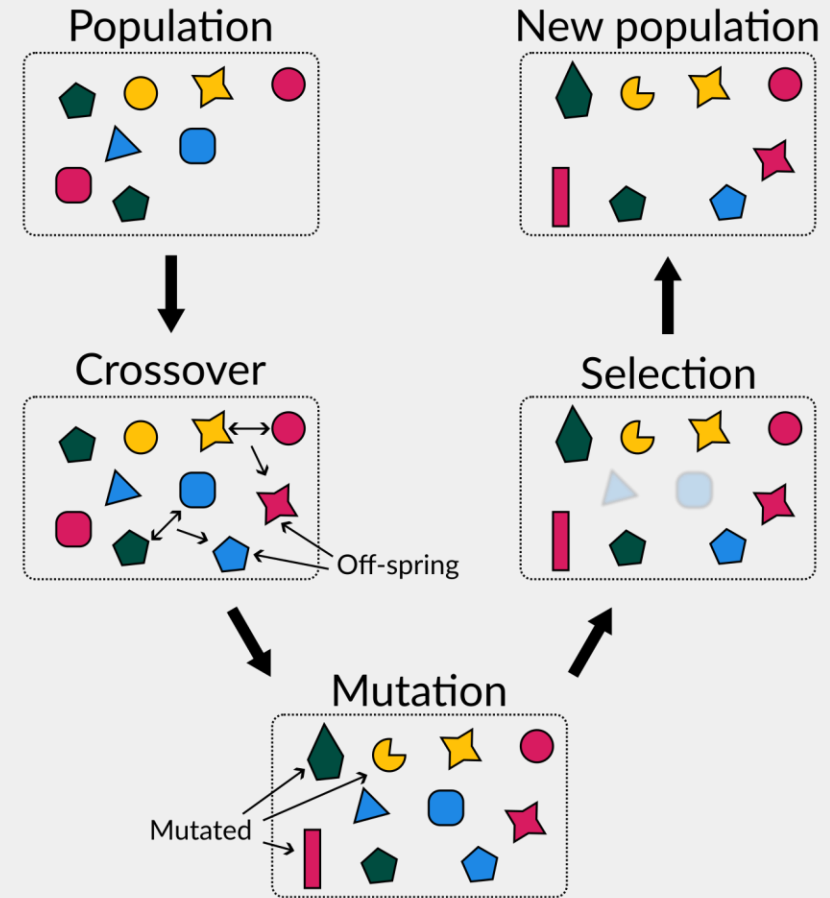 Population
New population
Crossover
Selection
Off-spring
Mutation
Mutated